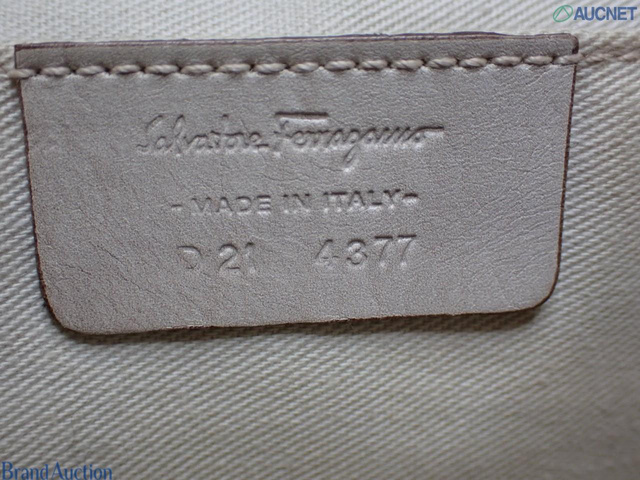 AUCNET
Salvatore Ferragamo
- MADE IN ITALY -
D 21 4377
Brand Auction